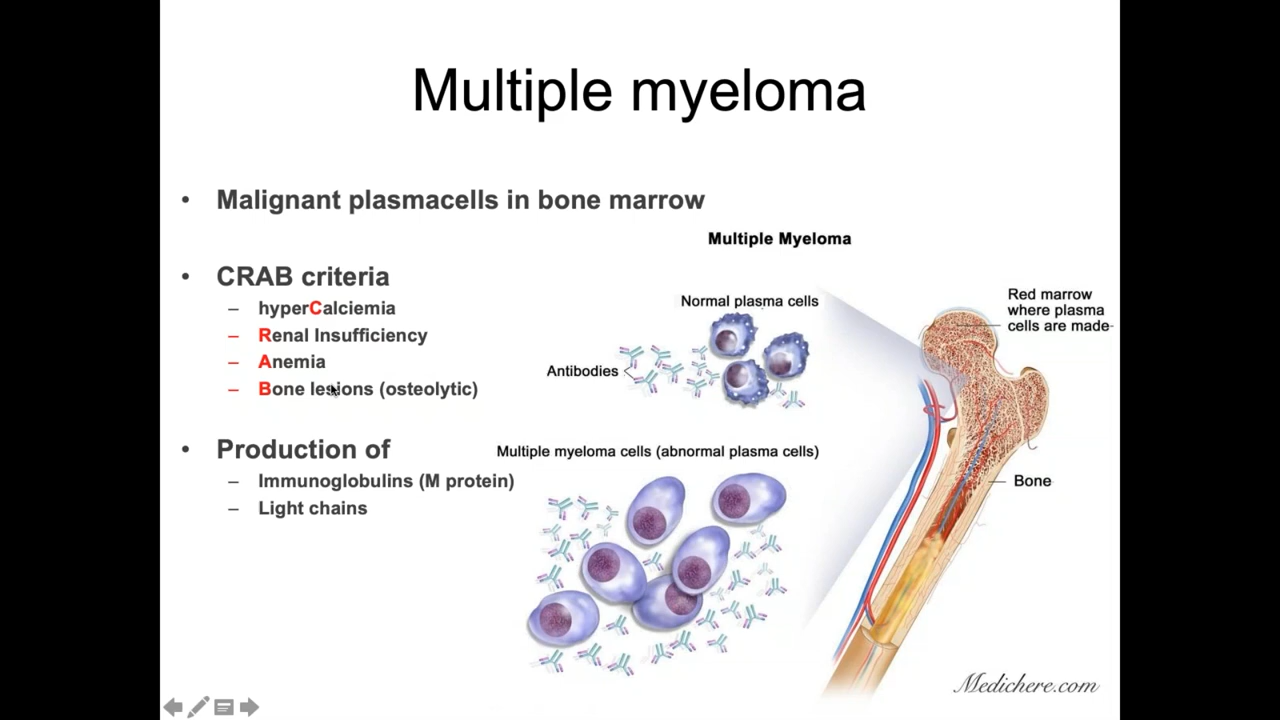 Multiple myeloma
• Malignant plasmacells in bone marrow
• CRAB criteria
– hyperCalciemia
– Renal Insufficiency
– Anemia
– Bone lesions (osteolytic)
• Production of
– Immunoglobulins (M protein)
– Light chains
Multiple Myeloma
Normal plasma cells
Antibodies
Multiple myeloma cells (abnormal plasma cells)
Red marrow
where plasma
cells are made
Bone
Medichere.com